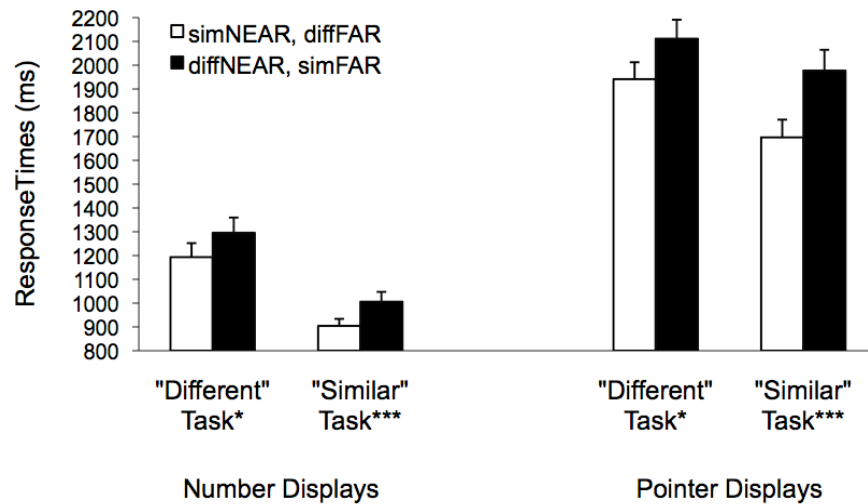 simNEAR, diffFAR
diffNEAR, simFAR
ResponseTimes (ms)
2200
2100
2000
1900
1800
1700
1600
1500
1400
1300
1200
1100
1000
900
800
"Different" "Similar" "Different" "Similar"
Task* Task*** Task* Task***
Number Displays Pointer Displays